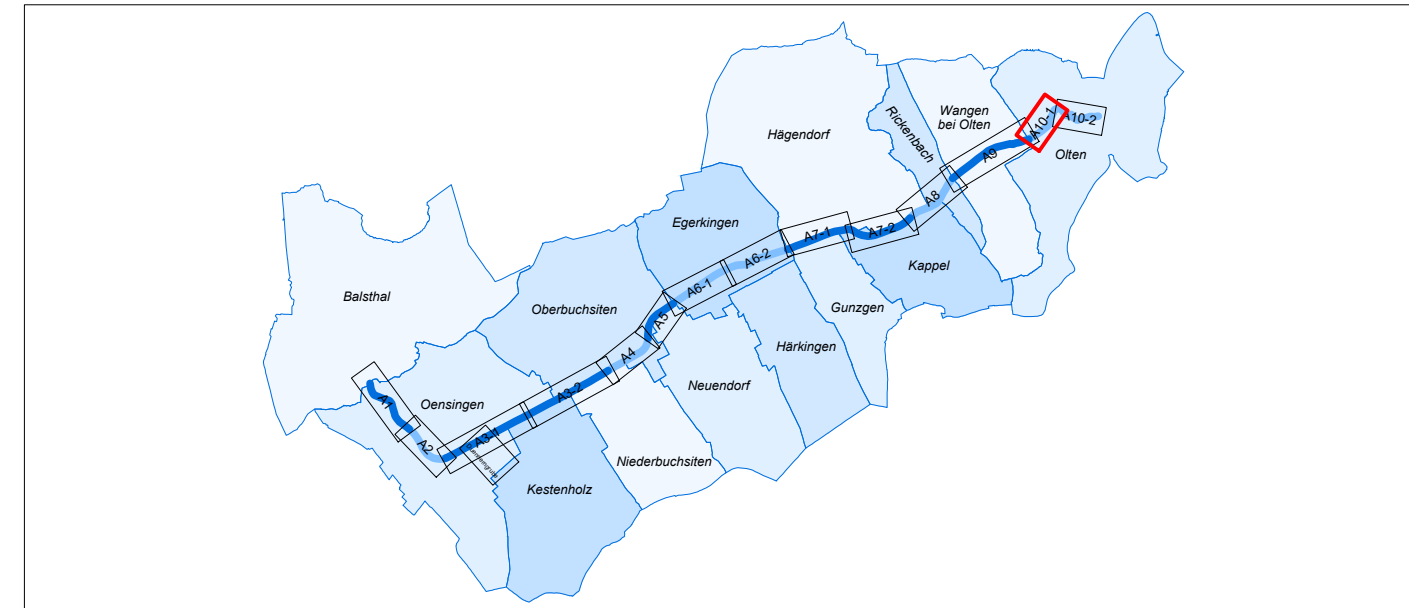 Hägendorf
Rickenbach
Wangen
bei Olten
A10-1
A10-2
Olten
A9
A8
Egerkingen
A7-1
A7-2
A6-2
Kappel
A6-1
Balsthal
Oberbuchsiten
A5
Gunzgen
Härkingen
A4
Neuendorf
A3-2
A1
Oensingen
A2
A3-1
Niederbuchsiten
Kestenholz